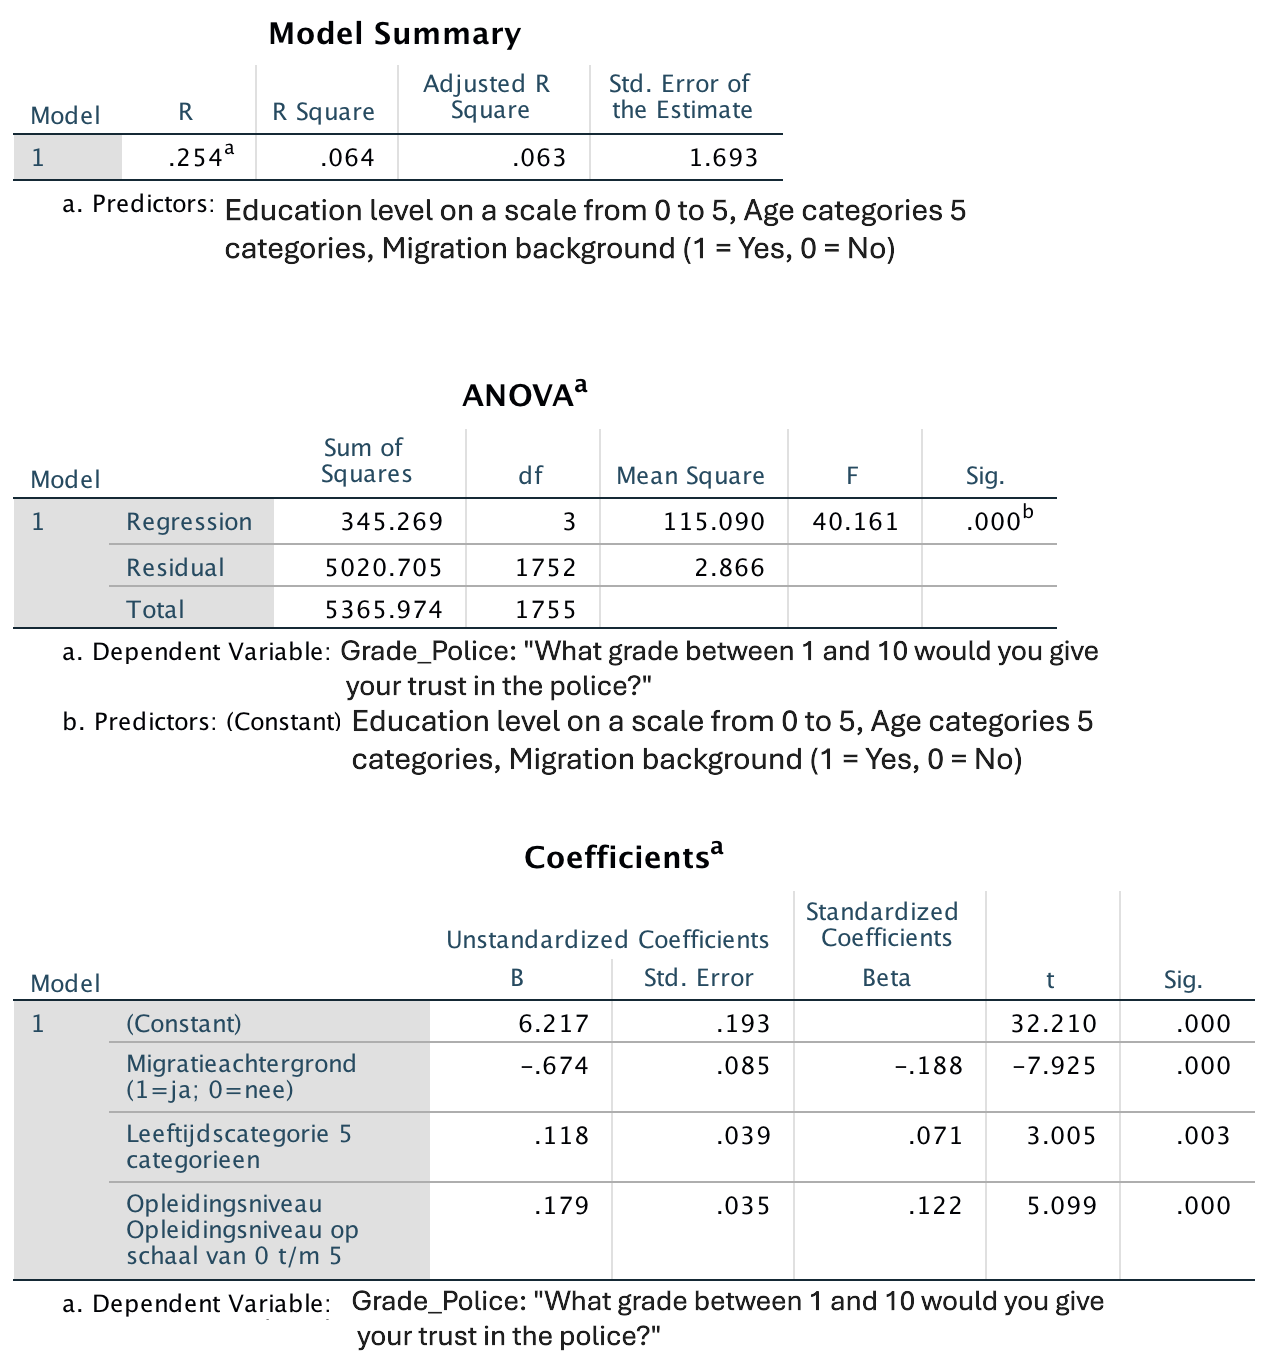 Model Summary
Model R R Square Adjusted R Square Std. Error of the Estimate
1 .254a .064 .063 1.693
a. Predictors: Education level on a scale from 0 to 5, Age categories 5
categories, Migration background (1 = Yes, 0 = No)
ANOVAa
Model Sum of Squares df Mean Square F Sig.
1 Regression 345.269 3 115.090 40.161 .000b
Residual 5020.705 1752 2.866
Total 5365.974 1755
a. Dependent Variable: Grade_Police: "What grade between 1 and 10 would you give
your trust in the police?"
b. Predictors: (Constant) Education level on a scale from 0 to 5, Age categories 5
categories, Migration background (1 = Yes, 0 = No)
Coefficientsa
Unstandardized Coefficients Standardized Coefficients
Model B Std. Error Beta t Sig.
1 (Constant) 6.217 .193 32.210 .000
Migratieachtergrond (1=ja; 0=nee) -.674 .085 -.188 -7.925 .000
Leeftijdscategorie 5 categorieen .118 .039 .071 3.005 .003
Opleidingsniveau Opleidingsniveau op schaal van 0 t/m 5 .179 .035 .122 5.099 .000
a. Dependent Variable: Grade_Police: "What grade between 1 and 10 would you give
your trust in the police?"